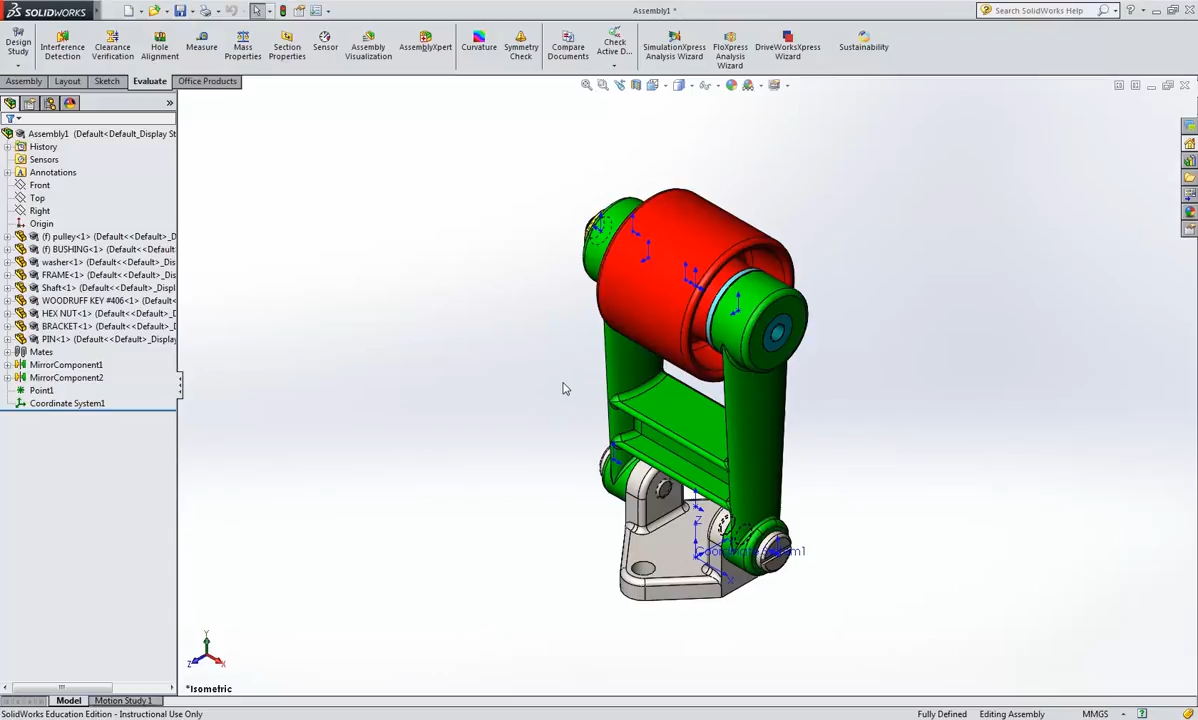 SOLIDWORKS
Assembly1 *
Search SolidWorks Help
Design Study
Interference Detection
Clearance Verification
Hole Alignment
Measure
Mass Properties
Section Properties
Sensor
Assembly Visualization
AssemblyXpert
Curvature
Symmetry Check
Compare Documents
Check Active D...
SimulationXpress Analysis Wizard
FloXpress Analysis Wizard
DriveWorksXpress Wizard
Sustainability
Assembly Layout Sketch Evaluate Office Products
Assembly1 (Default<Default_Display St
History
Sensors
Annotations
Front
Top
Right
Origin
(f) pulley<1> (Default<<Default>_Dis
(f) BUSHING<1> (Default<<Default>_
washer<1> (Default<<Default>_Disp
FRAME<1> (Default<<Default>_Dis
Shaft<1> (Default<<Default>_Displa
WOODRUFF KEY #406<1> (Default<
HEX NUT<1> (Default<<Default>_D
BRACKET<1> (Default<<Default>_Di
PIN<1> (Default<<Default>_Display
Mates
MirrorComponent1
MirrorComponent2
Point1
Coordinate System1
Coordinate System1
Z
X
Y
Z
X
*Isometric
Model Motion Study 1
SolidWorks Education Edition - Instructional Use Only
Fully Defined Editing Assembly MMGS